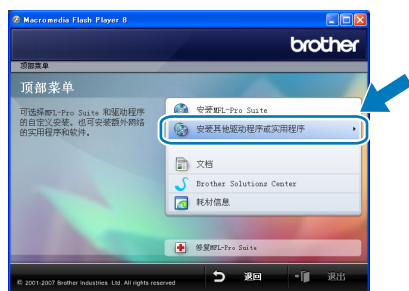 Macromedia Flash Player 8
brother
顶部菜单
顶部菜单
可选择MFL-Pro Suite 和驱动程序
的自定义安装。也可安装额外网络
的实用程序和软件。
安装MFL-Pro Suite
安装其他驱动程序或实用程序
文档
Brother Solutions Center
耗材信息
修复MFL-Pro Suite
© 2001-2007 Brother Industries, Ltd. All rights reserved
退回
退出